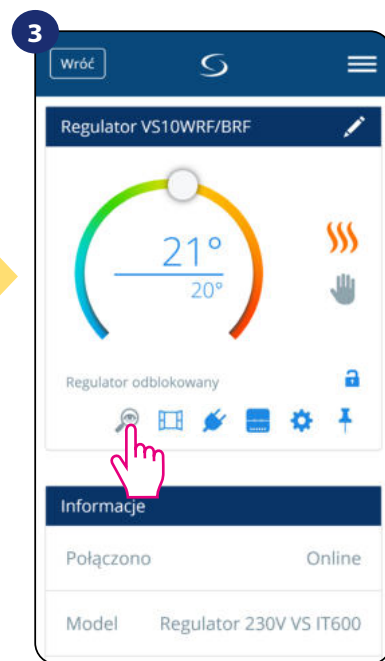 3
Wróć
Regulator VS10WRF/BRF
21°
20°
Regulator odblokowany
Informacje
Połączono Online
Model Regulator 230V VS IT600